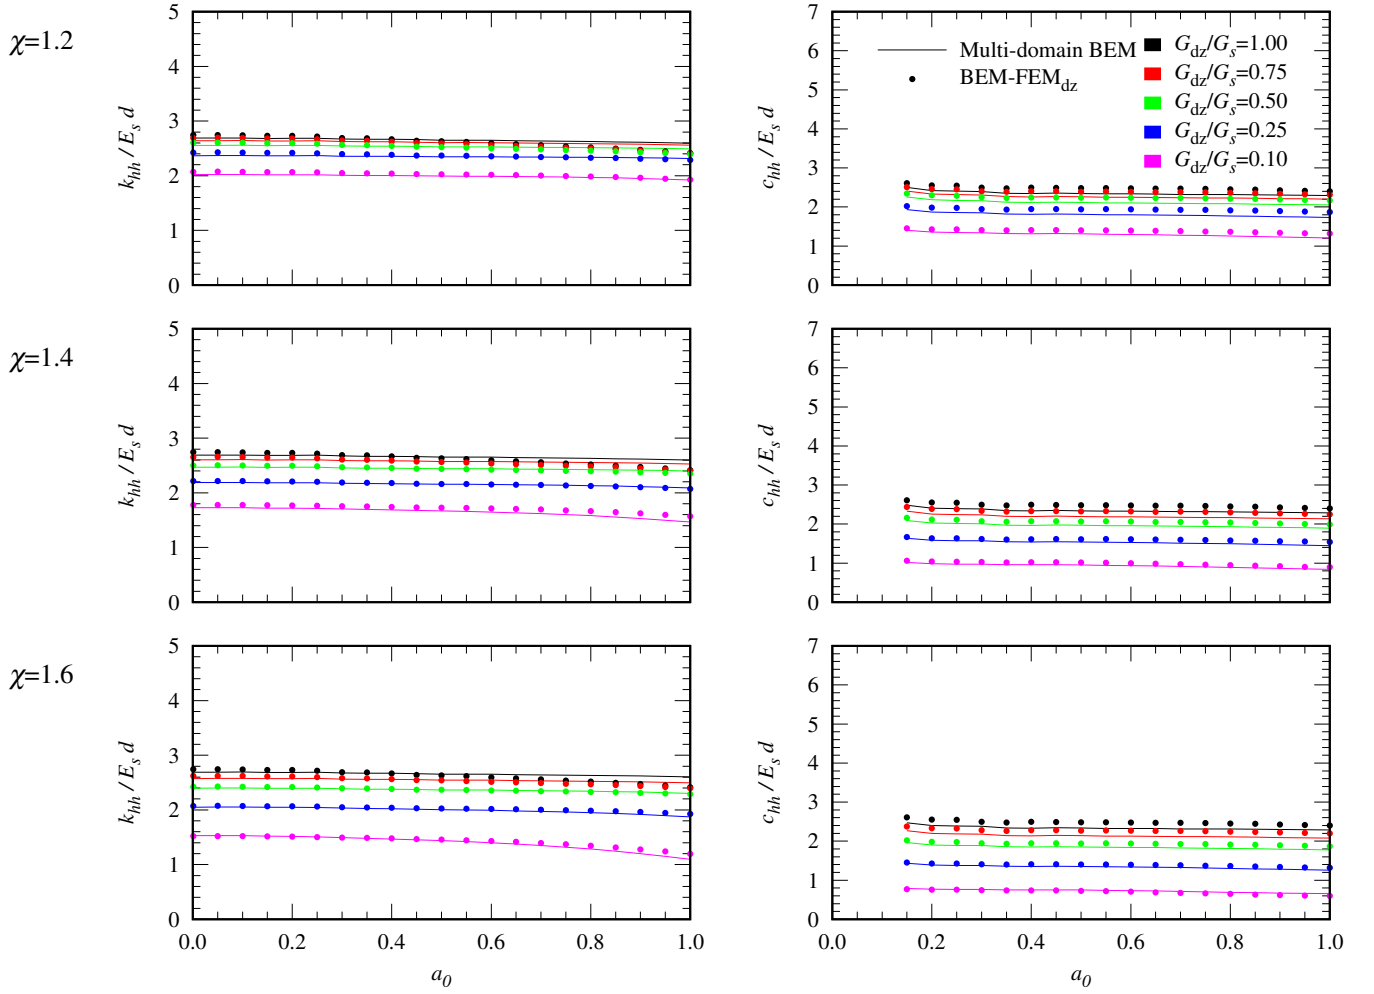 χ=1.2
k_hh / E_s d
5
4
3
2
1
0
c_hh / E_s d
7
6
5
4
3
2
1
0
Multi-domain BEM
BEM-FEM_dz
G_dz/G_s=1.00
G_dz/G_s=0.75
G_dz/G_s=0.50
G_dz/G_s=0.25
G_dz/G_s=0.10
χ=1.4
k_hh / E_s d
5
4
3
2
1
0
c_hh / E_s d
7
6
5
4
3
2
1
0
χ=1.6
k_hh / E_s d
5
4
3
2
1
0
0.0 0.2 0.4 0.6 0.8 1.0
a_0
c_hh / E_s d
7
6
5
4
3
2
1
0
0.0 0.2 0.4 0.6 0.8 1.0
a_0